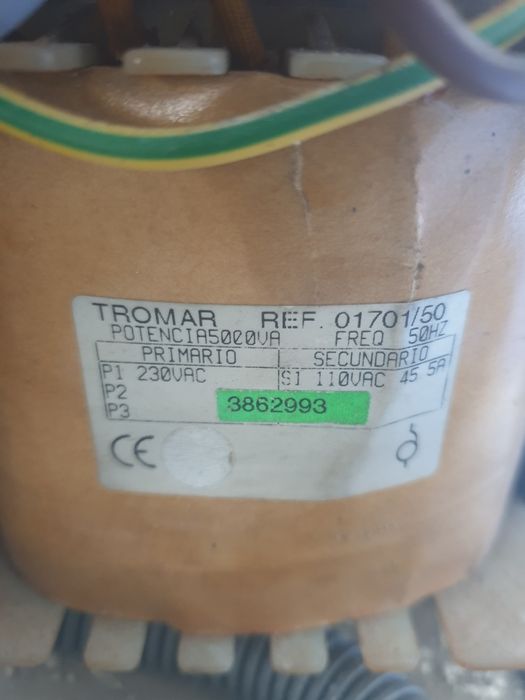 TROMAR REF. 01701/50
POTENCIA5000VA FREQ 50HZ
PRIMARIO SECUNDARIO
P1 230VAC S1 110VAC 45 5A
P2
P3 3862993
CE